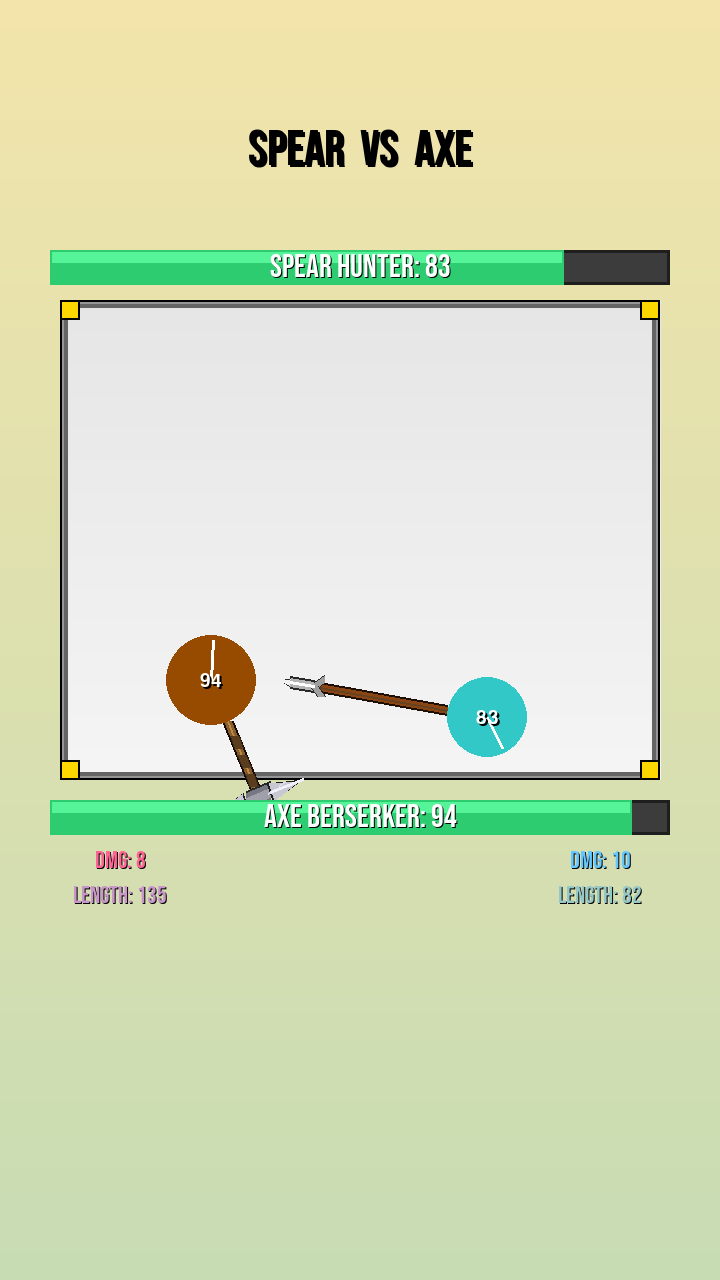 SPEAR VS AXE
SPEAR HUNTER: 83
94
83
AXE BERSERKER: 94
DMG: 8
DMG: 10
LENGTH: 135
LENGTH: 82